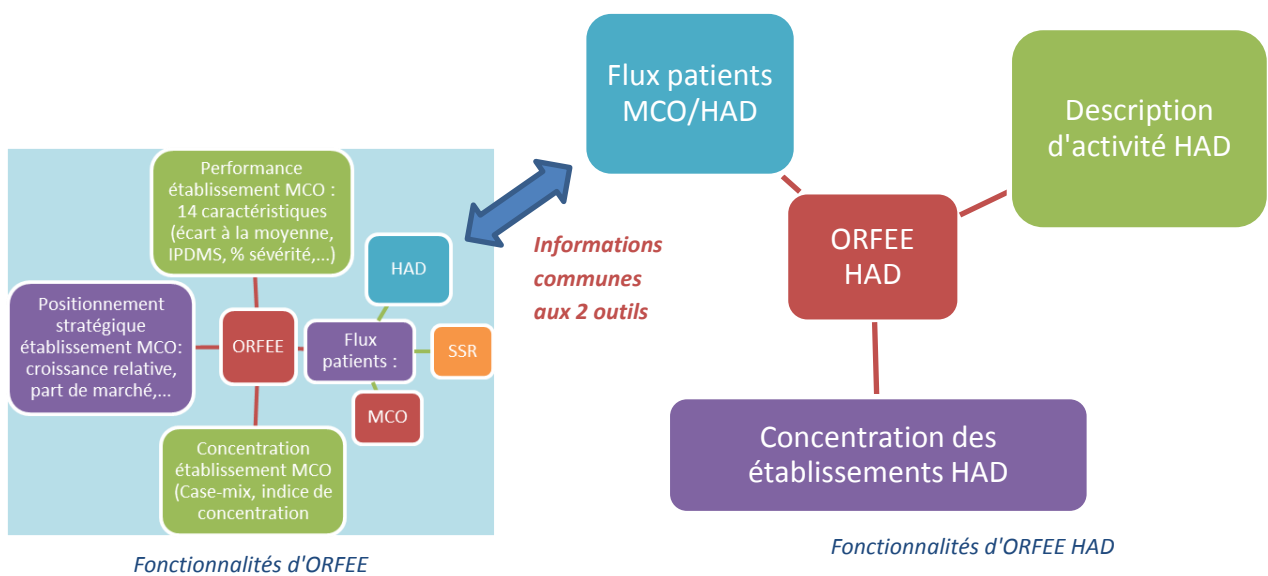 Performance
établissement MCO :
14 caractéristiques
(écart à la moyenne,
IPDMS, % sévérité,...)
Positionnement
stratégique
établissement MCO:
croissance relative,
part de marché,...
ORFEE
Flux
patients :
HAD
SSR
MCO
Concentration
établissement MCO
(Case-mix, indice de
concentration
Fonctionnalités d'ORFEE
Informations
communes
aux 2 outils
Flux patients
MCO/HAD
Description
d'activité HAD
ORFEE
HAD
Concentration des
établissements HAD
Fonctionnalités d'ORFEE HAD